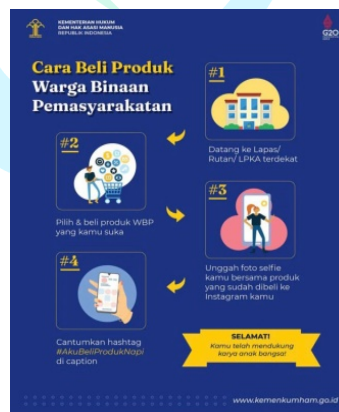 KEMENTERIAN HUKUM
DAN HAK ASASI MANUSIA
REPUBLIK INDONESIA
G20
Cara Beli Produk
Warga Binaan
Pemasyarakatan
#1
Datang ke Lapas/
Rutan/ LPKA terdekat
#2
Pilih & beli produk WBP
yang kamu suka
#3
Unggah foto selfie
kamu bersama produk
yang sudah dibeli ke
Instagram kamu
#4
Cantumkan hashtag
#AkuBeliProdukNapi
di caption
SELAMAT!
Kamu telah mendukung
karya anak bangsa!
www.kemenkumham.go.id